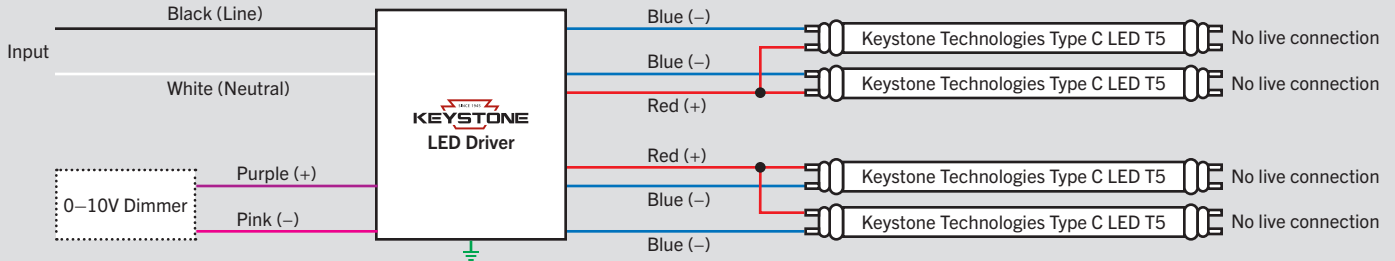 Black (Line)
Input
White (Neutral)
0–10V Dimmer
Purple (+)
Pink (–)
SINCE 1945
KEYSTONE
LED Driver
Blue (–)
Blue (–)
Red (+)
Red (+)
Blue (–)
Blue (–)
Keystone Technologies Type C LED T5 No live connection
Keystone Technologies Type C LED T5 No live connection
Keystone Technologies Type C LED T5 No live connection
Keystone Technologies Type C LED T5 No live connection